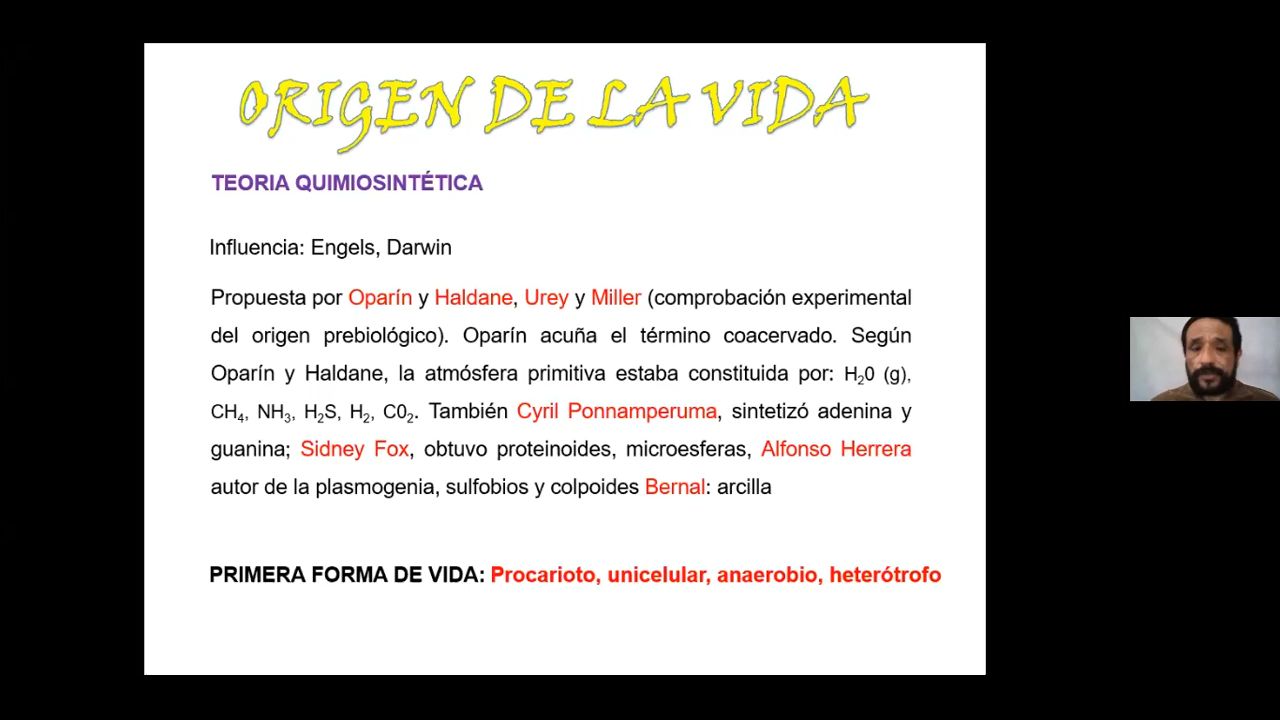 ORIGEN DE LA VIDA
TEORIA QUIMIOSINTÉTICA
Influencia: Engels, Darwin
Propuesta por Oparín y Haldane, Urey y Miller (comprobación experimental
del origen prebiológico). Oparín acuña el término coacervado. Según
Oparín y Haldane, la atmósfera primitiva estaba constituida por: H₂0 (g),
CH₄, NH₃, H₂S, H₂, C0₂. También Cyril Ponnamperuma, sintetizó adenina y
guanina; Sidney Fox, obtuvo proteinoides, microesferas, Alfonso Herrera
autor de la plasmogenia, sulfobios y colpoides Bernal: arcilla
PRIMERA FORMA DE VIDA: Procarioto, unicelular, anaerobio, heterótrofo